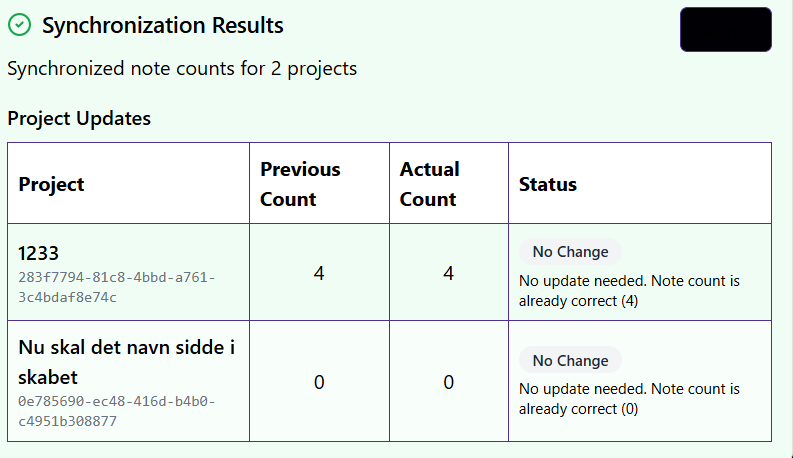 Synchronization Results
Synchronized note counts for 2 projects
Project Updates
Project
Previous
Count
Actual
Count
Status
1233
283f7794-81c8-4bbd-a761-
3c4bdaf8e74c
4
4
No Change
No update needed. Note count is
already correct (4)
Nu skal det navn sidde i
skabet
0e785690-ec48-416d-b4b0-
c4951b308877
0
0
No Change
No update needed. Note count is
already correct (0)